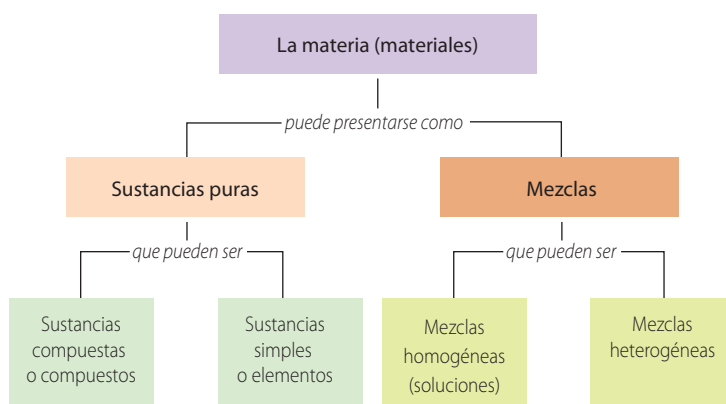 La materia (materiales)
puede presentarse como
Sustancias puras
Mezclas
que pueden ser
que pueden ser
Sustancias
compuestas
o compuestos
Sustancias
simples
o elementos
Mezclas
homogéneas
(soluciones)
Mezclas
heterogéneas